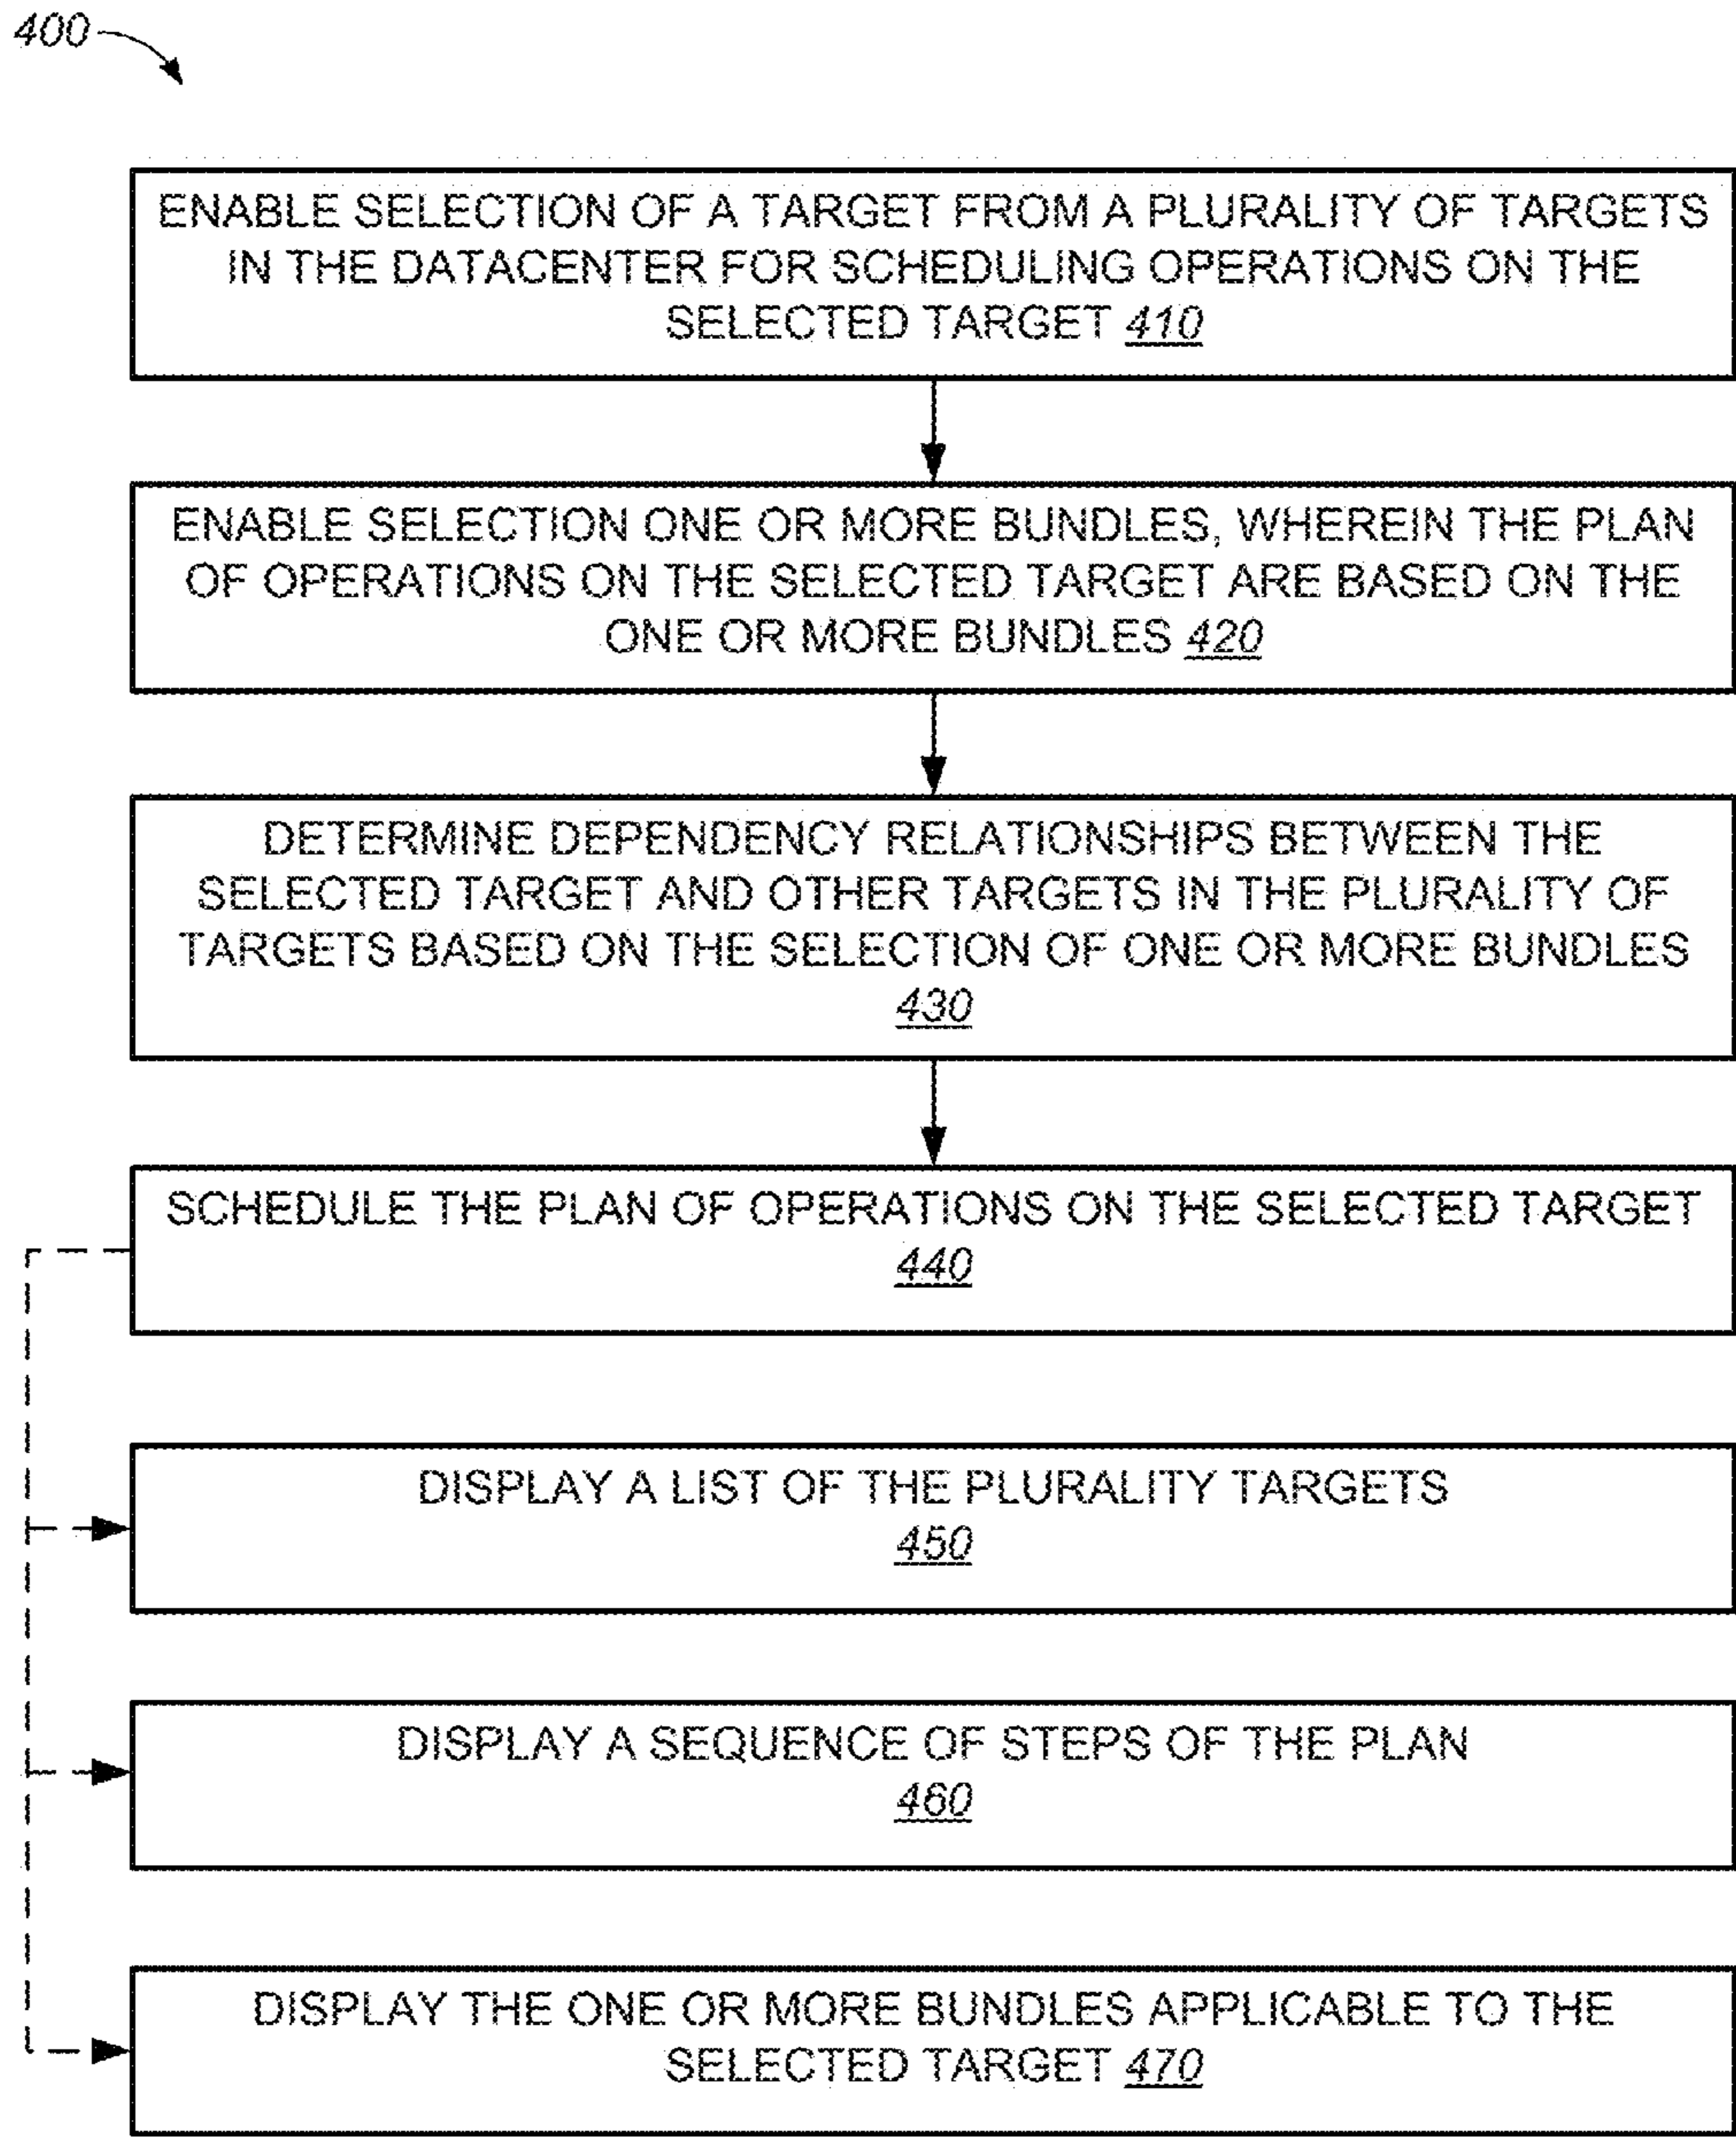 400
ENABLE SELECTION OF A TARGET FROM A PLURALITY OF TARGETS
IN THE DATACENTER FOR SCHEDULING OPERATIONS ON THE
SELECTED TARGET 410
ENABLE SELECTION ONE OR MORE BUNDLES, WHEREIN THE PLAN
OF OPERATIONS ON THE SELECTED TARGET ARE BASED ON THE
ONE OR MORE BUNDLES 420
DETERMINE DEPENDENCY RELATIONSHIPS BETWEEN THE
SELECTED TARGET AND OTHER TARGETS IN THE PLURALITY OF
TARGETS BASED ON THE SELECTION OF ONE OR MORE BUNDLES
430
SCHEDULE THE PLAN OF OPERATIONS ON THE SELECTED TARGET
440
DISPLAY A LIST OF THE PLURALITY TARGETS
450
DISPLAY A SEQUENCE OF STEPS OF THE PLAN
460
DISPLAY THE ONE OR MORE BUNDLES APPLICABLE TO THE
SELECTED TARGET 470